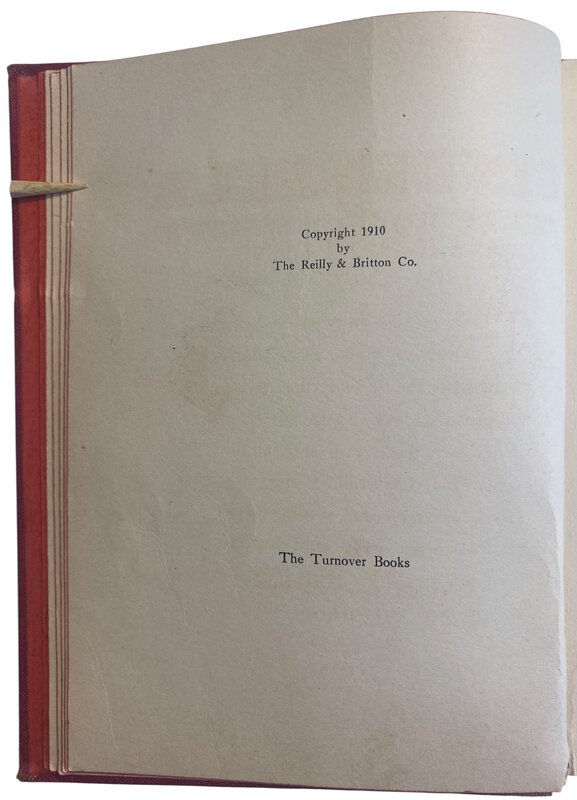 Copyright 1910
by
The Reilly & Britton Co.
The Turnover Books